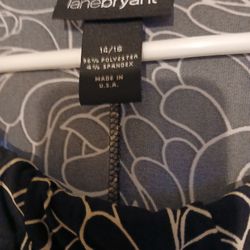 lanebryant
14/16
96% POLYESTER
4% SPANDEX
MADE IN
U.S.A.